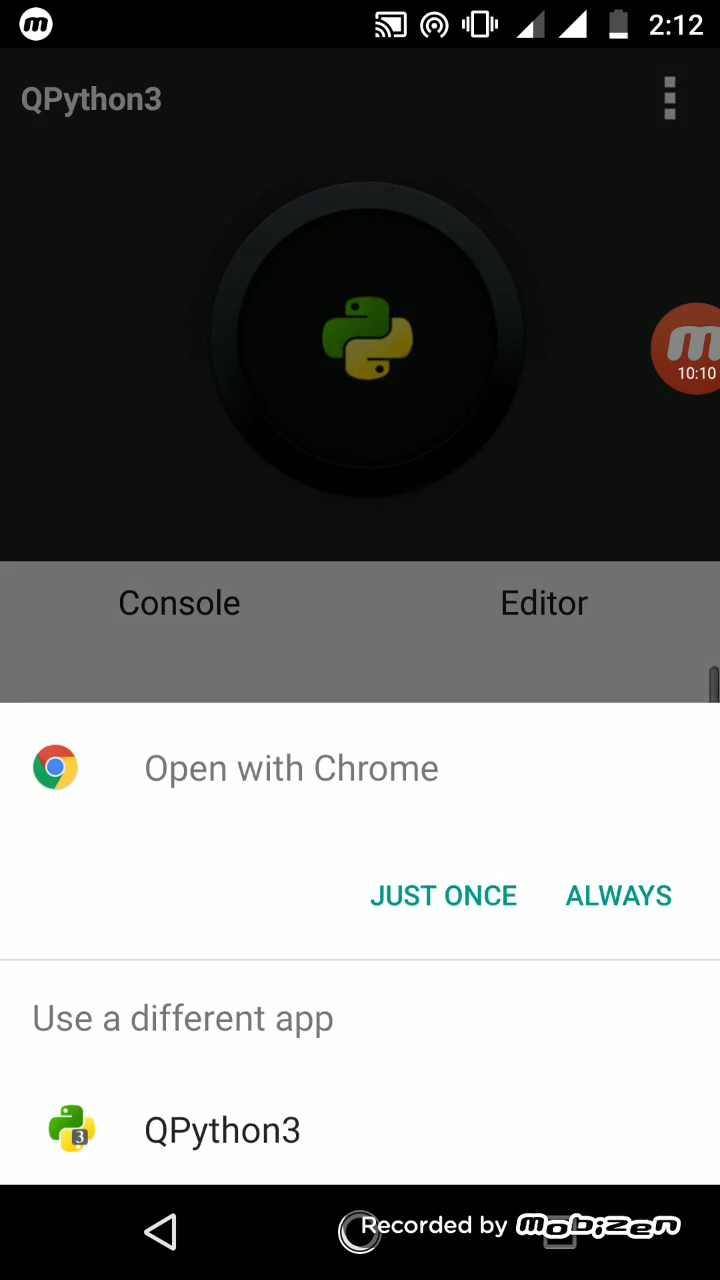 2:12
QPython3
10:10
Console Editor
Open with Chrome
JUST ONCE ALWAYS
Use a different app
3
QPython3
Recorded by mobizen